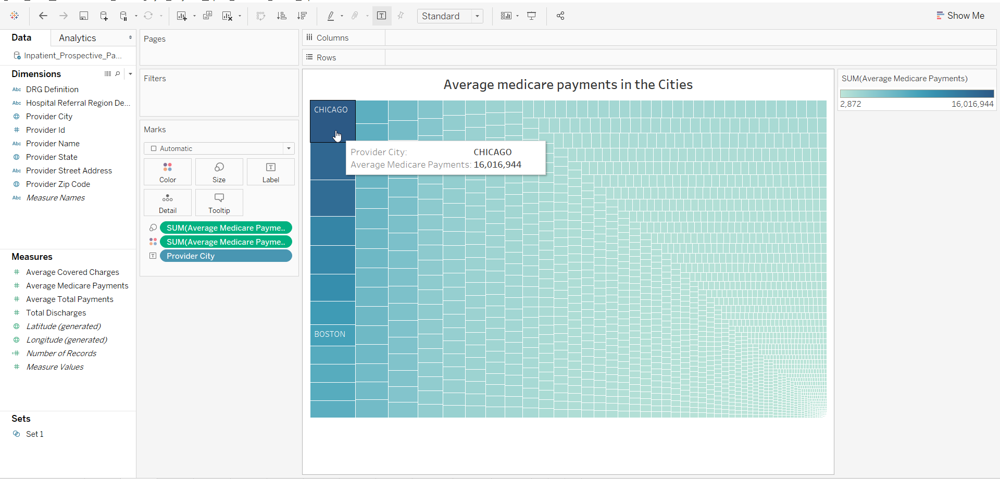 Standard
Show Me
Data
Analytics
Pages
Columns
Inpatient_Prospective_Pa...
Rows
Dimensions
Filters
Abc DRG Definition
Abc Hospital Referral Region De...
Provider City
Provider Id
Abc Provider Name
Provider State
Abc Provider Street Address
Provider Zip Code
Abc Measure Names
Marks
Automatic
Color
Size
T
Label
Detail
Tooltip
SUM(Average Medicare Payme..
SUM(Average Medicare Payme..
T Provider City
Measures
Average Covered Charges
Average Medicare Payments
Average Total Payments
Total Discharges
Latitude (generated)
Longitude (generated)
Number of Records
Measure Values
Sets
Set 1
Average medicare payments in the Cities
CHICAGO
Provider City: CHICAGO
Average Medicare Payments: 16,016,944
BOSTON
SUM(Average Medicare Payments)
2,872 16,016,944